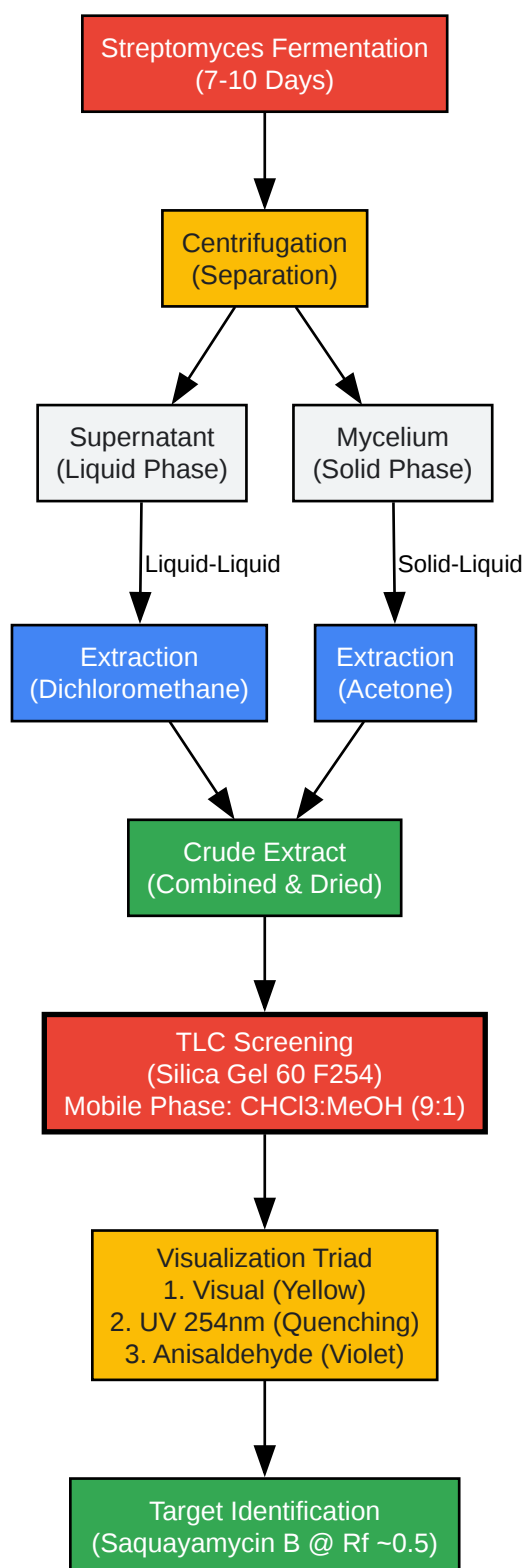 Streptomyces Fermentation
(7-10 Days)
Centrifugation
(Separation)
Supernatant
(Liquid Phase)
Mycelium
(Solid Phase)
Liquid-Liquid
Solid-Liquid
Extraction
(Dichloromethane)
Extraction
(Acetone)
Crude Extract
(Combined & Dried)
TLC Screening
(Silica Gel 60 F254)
Mobile Phase: CHCl3:MeOH (9:1)
Visualization Triad
1. Visual (Yellow)
2. UV 254nm (Quenching)
3. Anisaldehyde (Violet)
Target Identification
(Saquayamycin B @ Rf ~0.5)